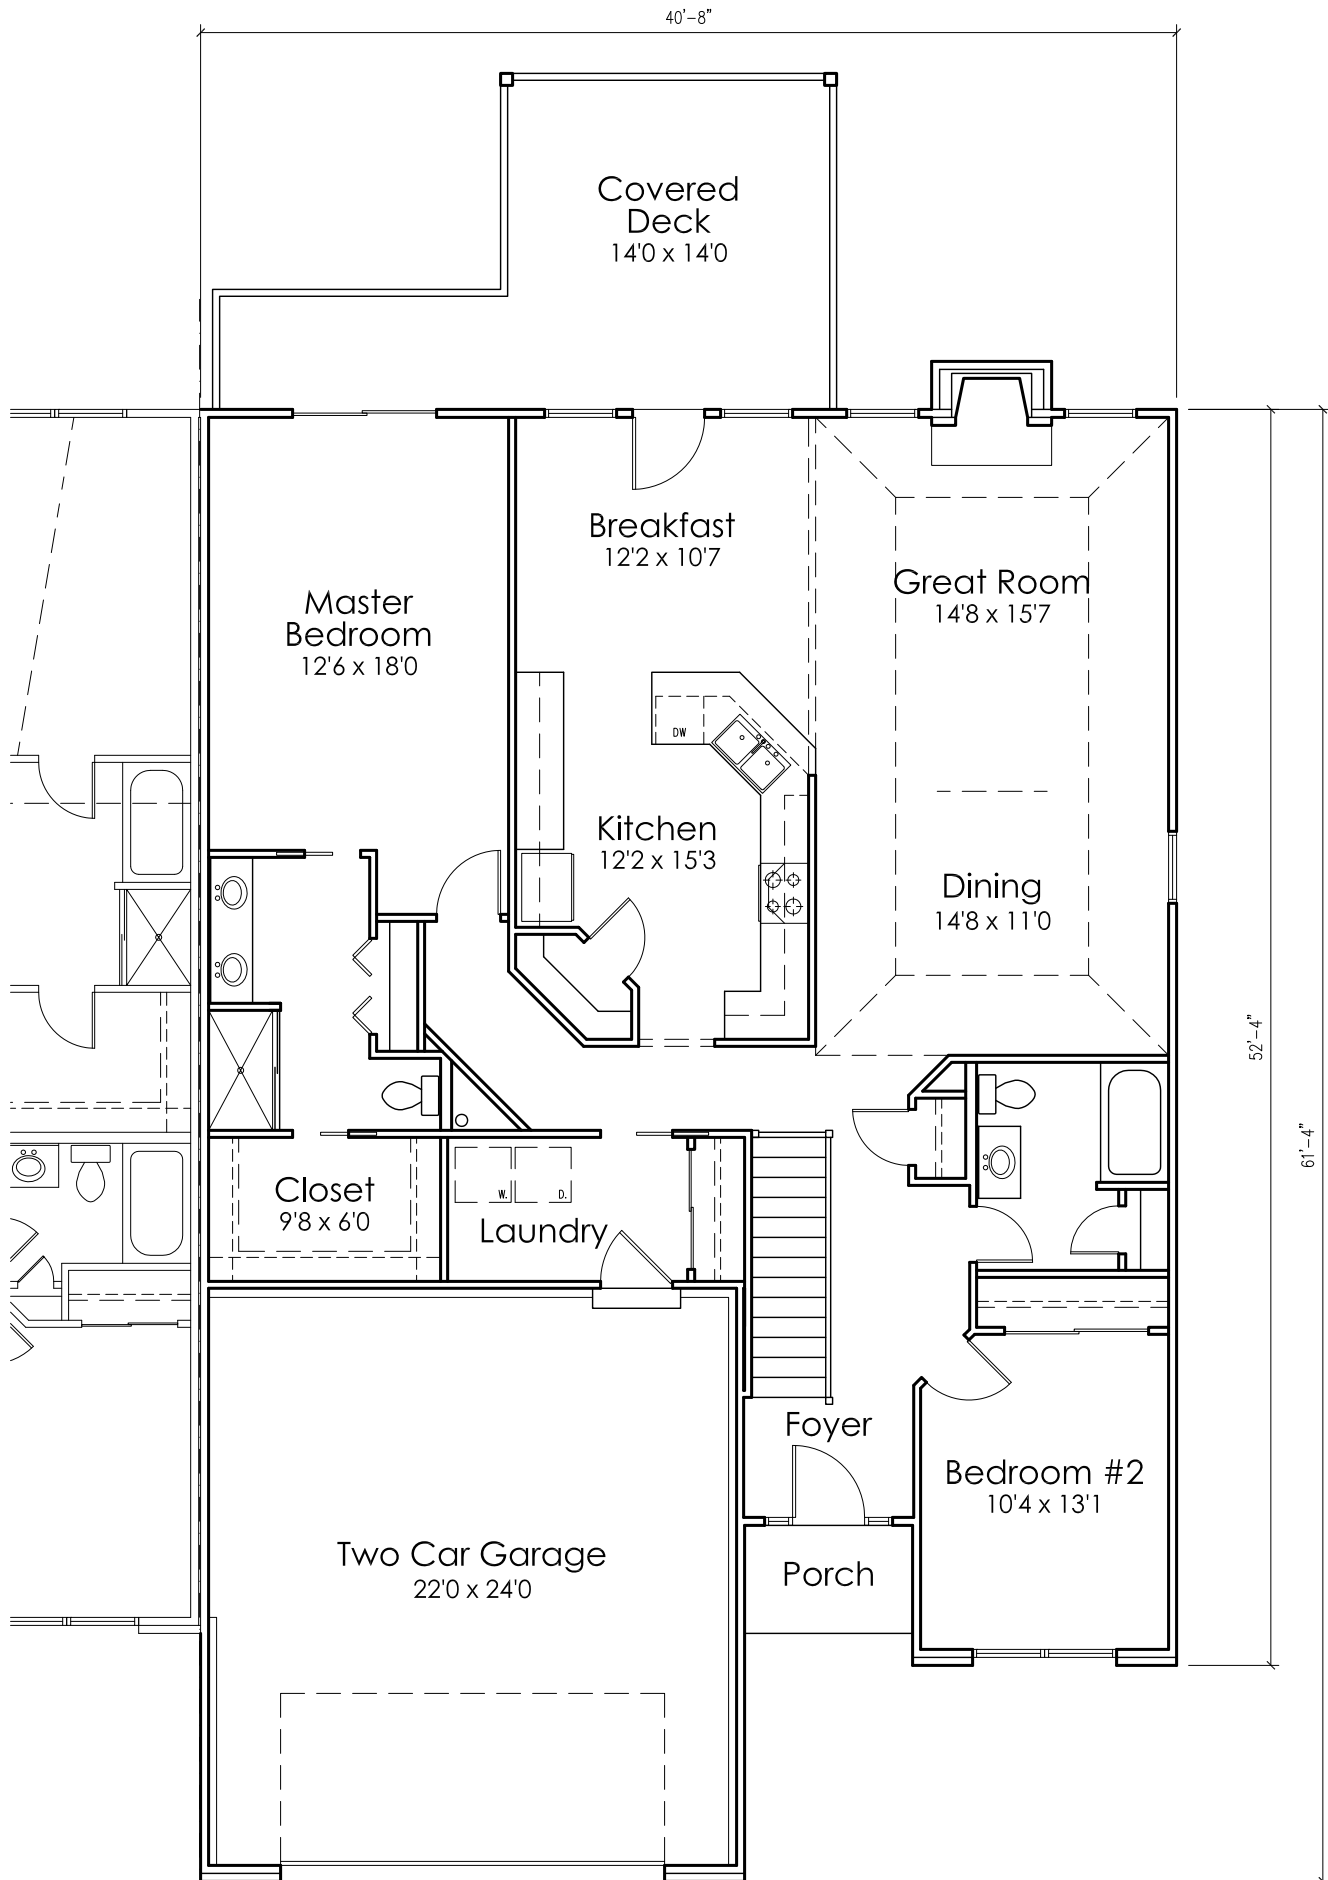 40'-8"
Covered
Deck
14'0 x 14'0
Breakfast
12'2 x 10'7
Great Room
14'8 x 15'7
Master
Bedroom
12'6 x 18'0
DW
Kitchen
12'2 x 15'3
Dining
14'8 x 11'0
52'-4"
61'-4"
Closet
9'8 x 6'0
W.
D.
Laundry
Foyer
Bedroom #2
10'4 x 13'1
Two Car Garage
22'0 x 24'0
Porch